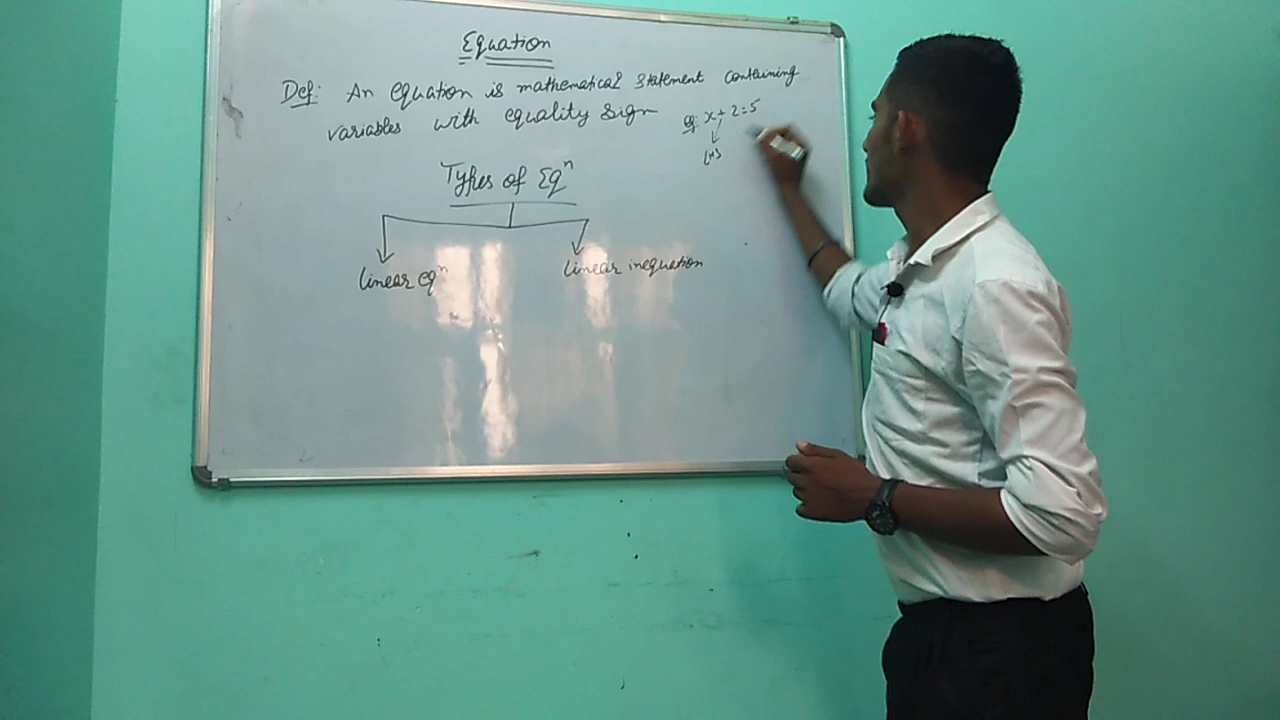 Equation
Def: An equation is mathematical statement containing
variables with equality sign
eg: x+2=5
LHS
Types of Eqⁿ
linear eqⁿ
linear inequation